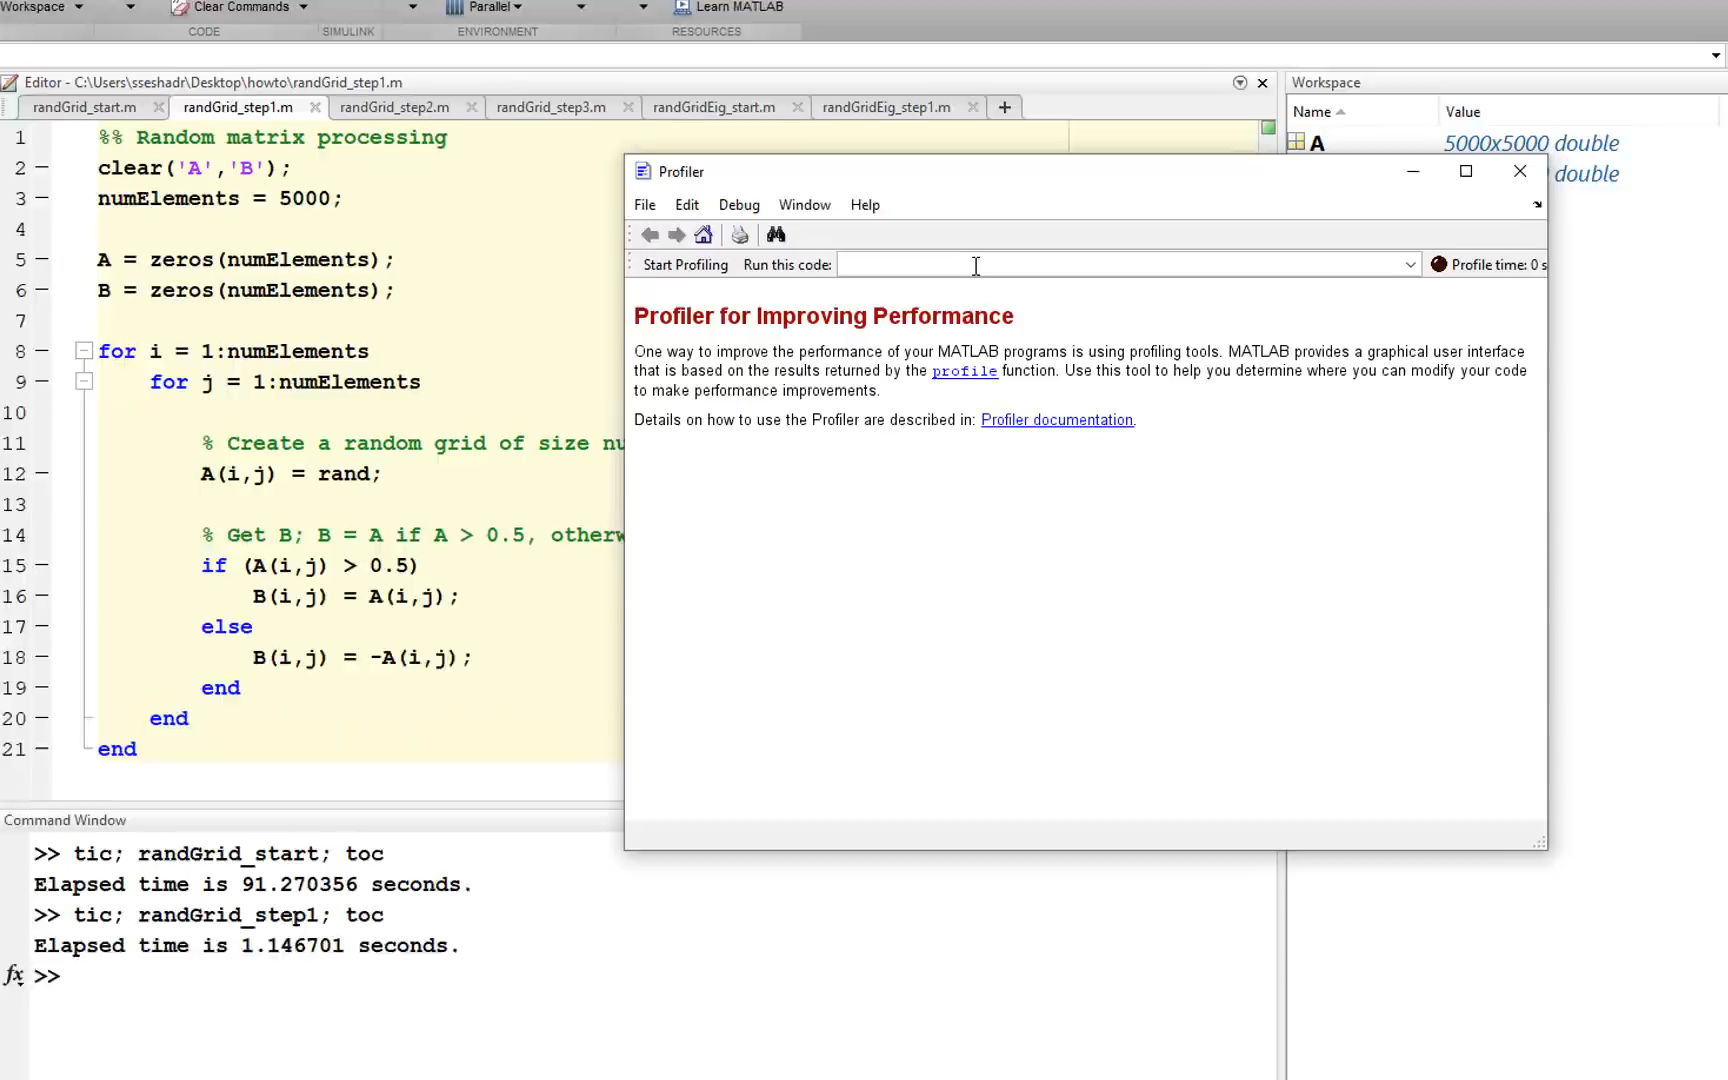 Workspace
Clear Commands
Parallel
Learn MATLAB
CODE
SIMULINK
ENVIRONMENT
RESOURCES
Editor - C:\Users\sseshadr\Desktop\howto\randGrid_step1.m
randGrid_start.m
randGrid_step1.m
randGrid_step2.m
randGrid_step3.m
randGridEig_start.m
randGridEig_step1.m
1 %% Random matrix processing
2 clear('A','B');
3 numElements = 5000;
4
5 A = zeros(numElements);
6 B = zeros(numElements);
7
8 for i = 1:numElements
9 for j = 1:numElements
10
11 % Create a random grid of size nu
12 A(i,j) = rand;
13
14 % Get B; B = A if A > 0.5, otherw
15 if (A(i,j) > 0.5)
16 B(i,j) = A(i,j);
17 else
18 B(i,j) = -A(i,j);
19 end
20 end
21 end
Profiler
File Edit Debug Window Help
Start Profiling Run this code: Profile time: 0 s
Profiler for Improving Performance
One way to improve the performance of your MATLAB programs is using profiling tools. MATLAB provides a graphical user interface
that is based on the results returned by the profile function. Use this tool to help you determine where you can modify your code
to make performance improvements.
Details on how to use the Profiler are described in: Profiler documentation.
Workspace
Name Value
A 5000x5000 double
double
Command Window
>> tic; randGrid_start; toc
Elapsed time is 91.270356 seconds.
>> tic; randGrid_step1; toc
Elapsed time is 1.146701 seconds.
fx >>